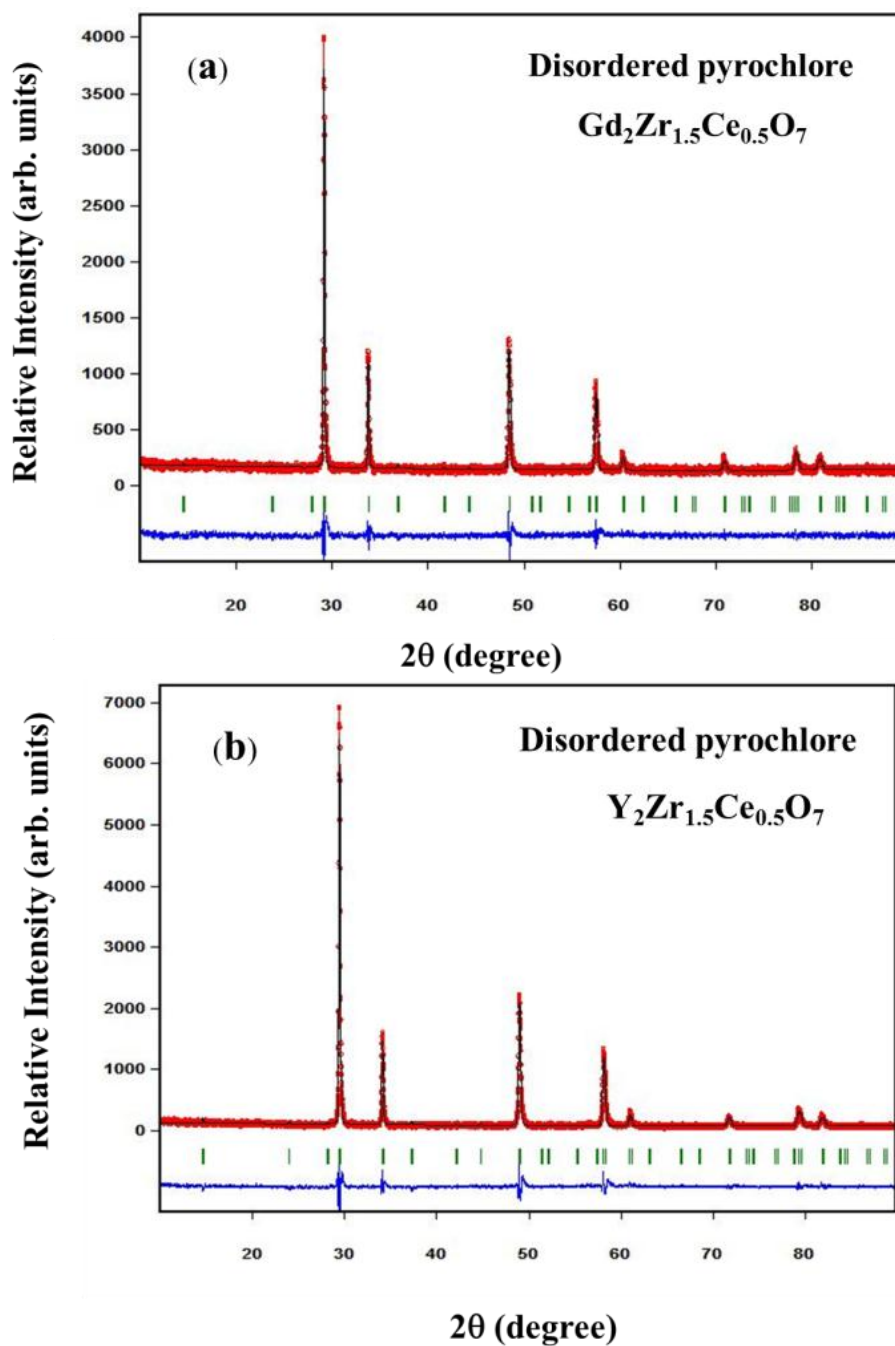 (a)
Disordered pyrochlore
Gd₂Zr₁.₅Ce₀.₅O₇
Relative Intensity (arb. units)
4000
3500
3000
2500
2000
1500
1000
500
0
20 30 40 50 60 70 80
2θ (degree)
(b)
Disordered pyrochlore
Y₂Zr₁.₅Ce₀.₅O₇
Relative Intensity (arb. units)
7000
6000
5000
4000
3000
2000
1000
0
20 30 40 50 60 70 80
2θ (degree)